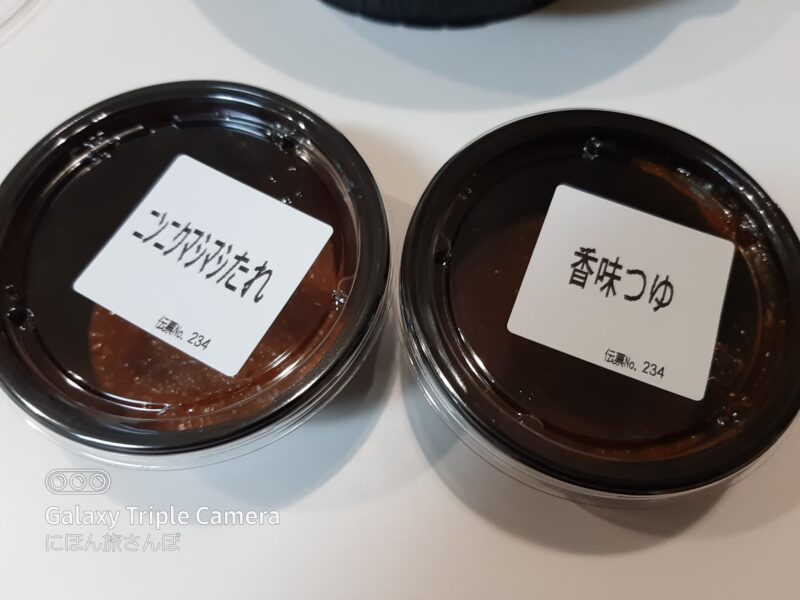 ニンニクマシマシたれ
伝票No. 234
香味つゆ
伝票No. 234
Galaxy Triple Camera
にほん旅さんぽ